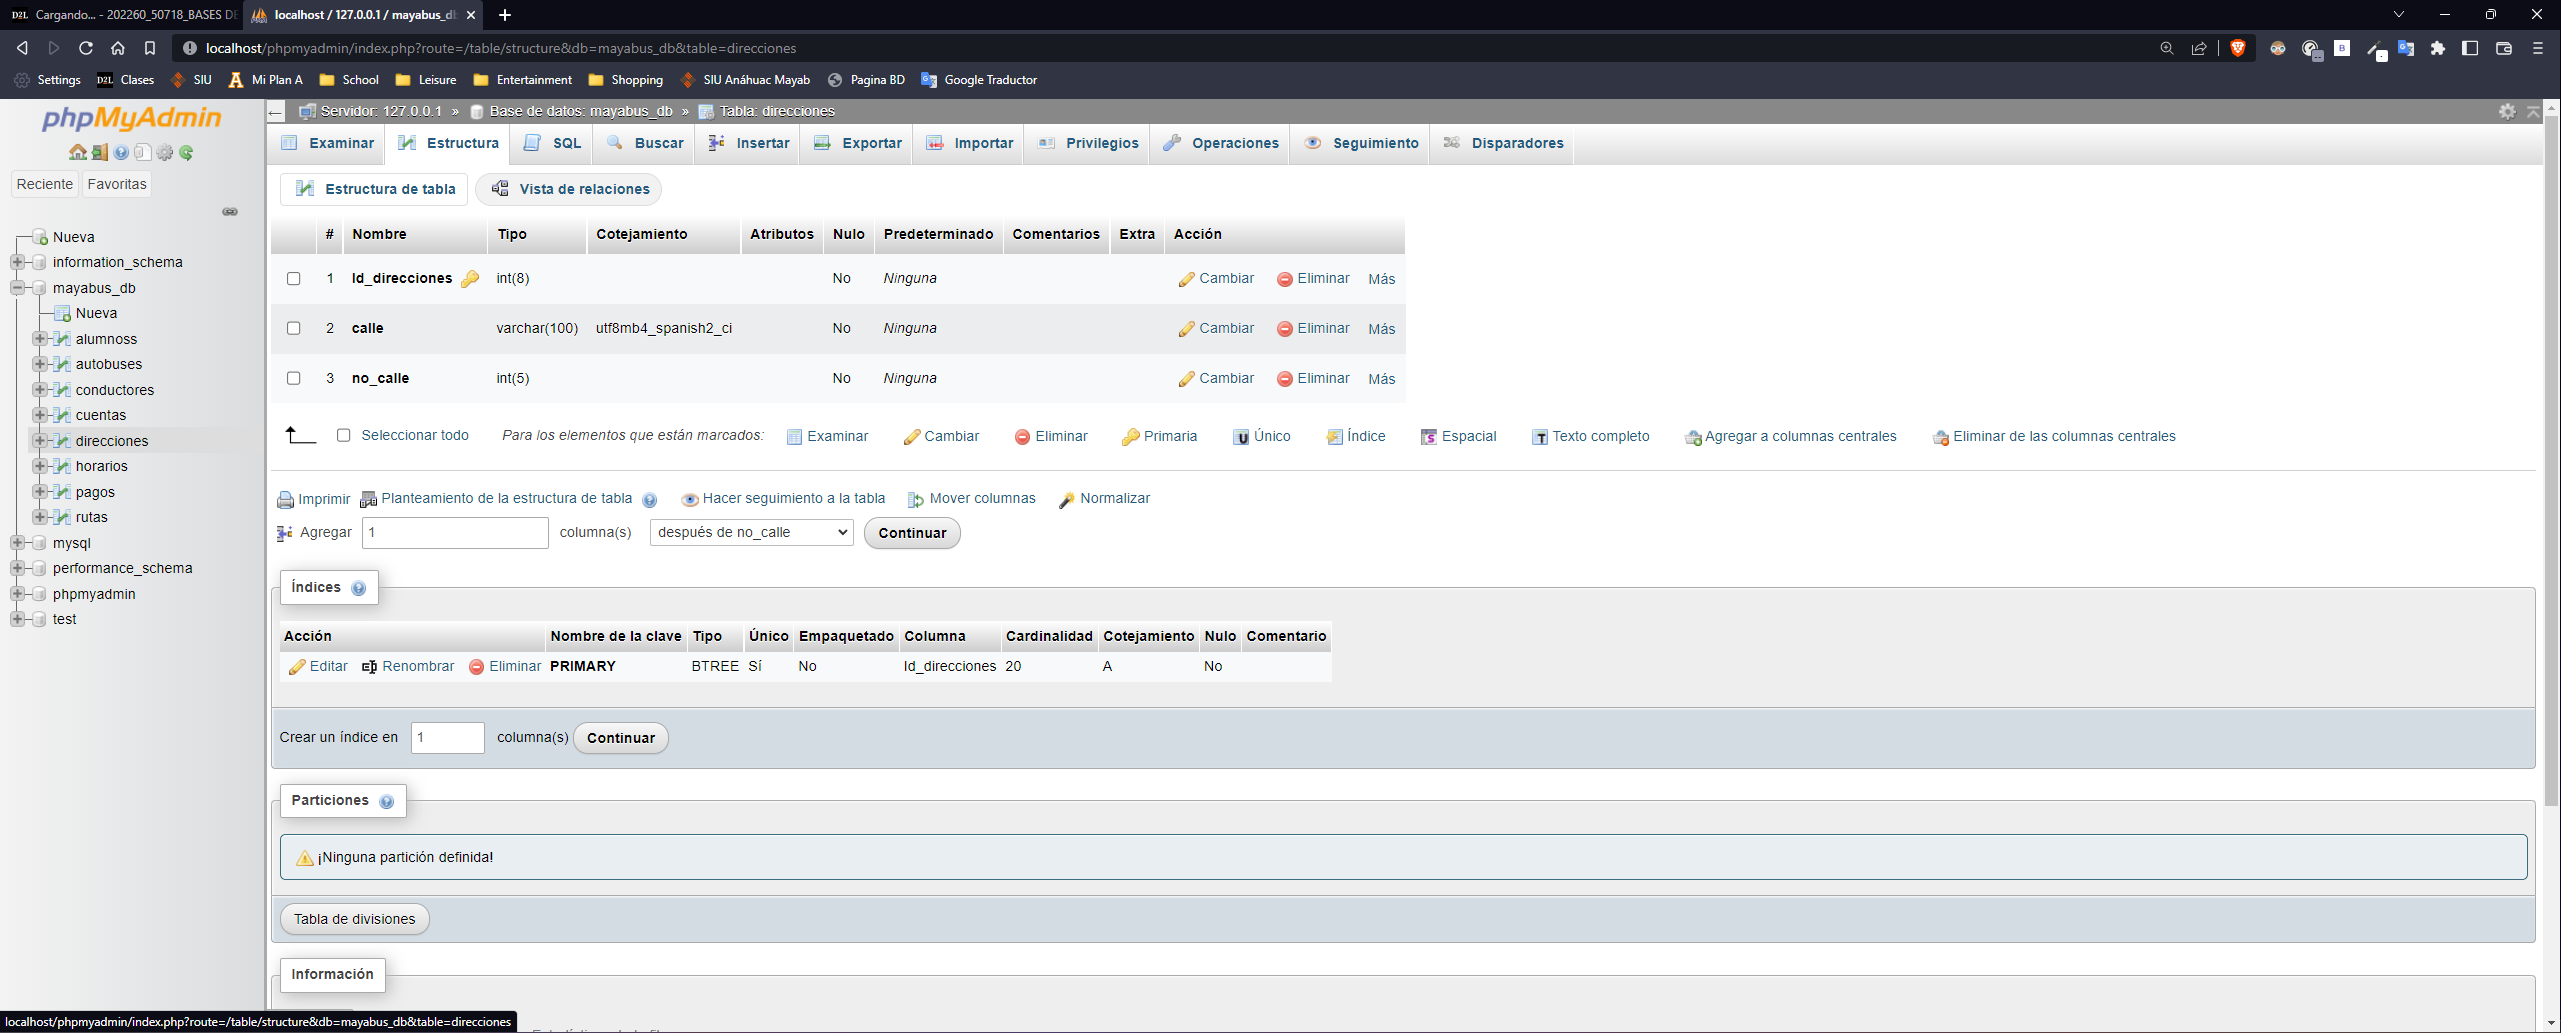 D2L Cargando... - 202260_50718_BASES DE
localhost / 127.0.0.1 / mayabus_db
localhost/phpmyadmin/index.php?route=/table/structure&db=mayabus_db&table=direcciones
Settings D2L Clases SIU Mi Plan A School Leisure Entertainment Shopping SIU Anáhuac Mayab Pagina BD Google Traductor
phpMyAdmin
Reciente Favoritas
Nueva
information_schema
mayabus_db
Nueva
alumnoss
autobuses
conductores
cuentas
direcciones
horarios
pagos
rutas
mysql
performance_schema
phpmyadmin
test
Servidor: 127.0.0.1 » Base de datos: mayabus_db » Tabla: direcciones
Examinar Estructura SQL Buscar Insertar Exportar Importar Privilegios Operaciones Seguimiento Disparadores
Estructura de tabla Vista de relaciones
# Nombre Tipo Cotejamiento Atributos Nulo Predeterminado Comentarios Extra Acción
1 Id_direcciones int(8) No Ninguna Cambiar Eliminar Más
2 calle varchar(100) utf8mb4_spanish2_ci No Ninguna Cambiar Eliminar Más
3 no_calle int(5) No Ninguna Cambiar Eliminar Más
Seleccionar todo Para los elementos que están marcados: Examinar Cambiar Eliminar Primaria Único Índice Espacial Texto completo Agregar a columnas centrales Eliminar de las columnas centrales
Imprimir Planteamiento de la estructura de tabla Hacer seguimiento a la tabla Mover columnas Normalizar
Agregar 1 columna(s) después de no_calle Continuar
Índices
Acción Nombre de la clave Tipo Único Empaquetado Columna Cardinalidad Cotejamiento Nulo Comentario
Editar Renombrar Eliminar PRIMARY BTREE Sí No Id_direcciones 20 A No
Crear un índice en 1 columna(s) Continuar
Particiones
¡Ninguna partición definida!
Tabla de divisiones
Información
localhost/phpmyadmin/index.php?route=/table/structure&db=mayabus_db&table=direcciones